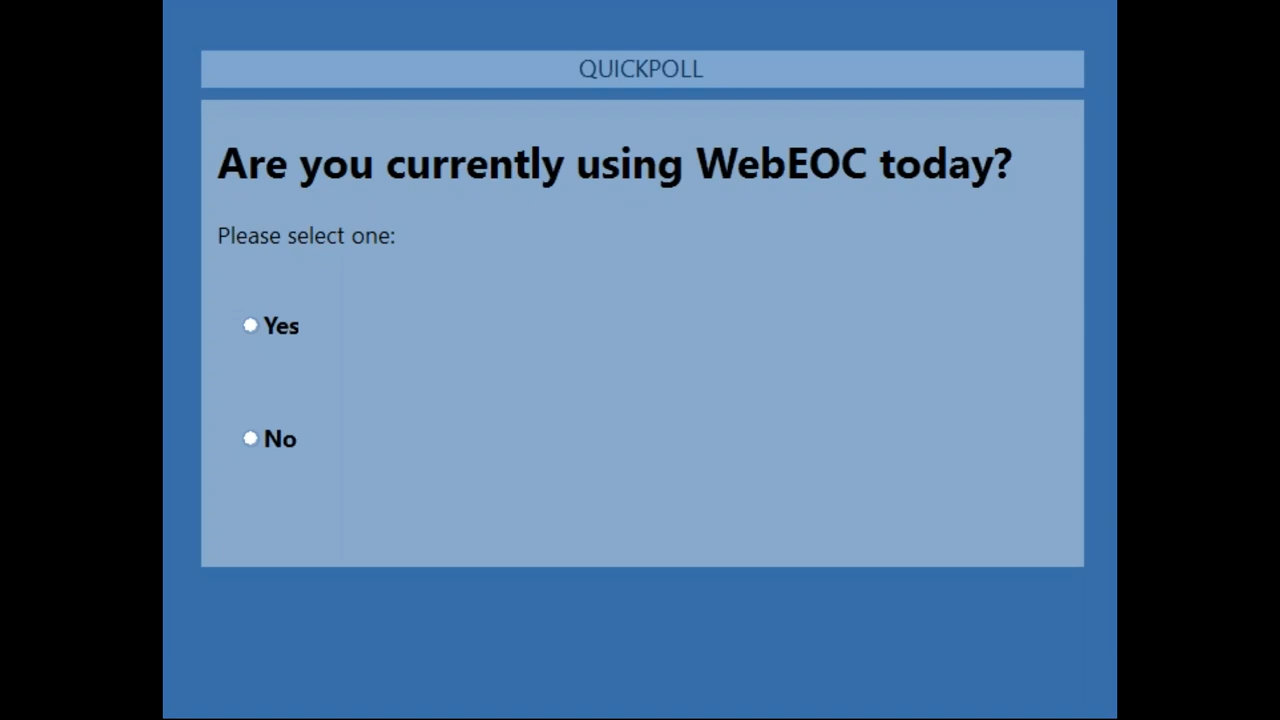 QUICKPOLL
Are you currently using WebEOC today?
Please select one:
Yes
No